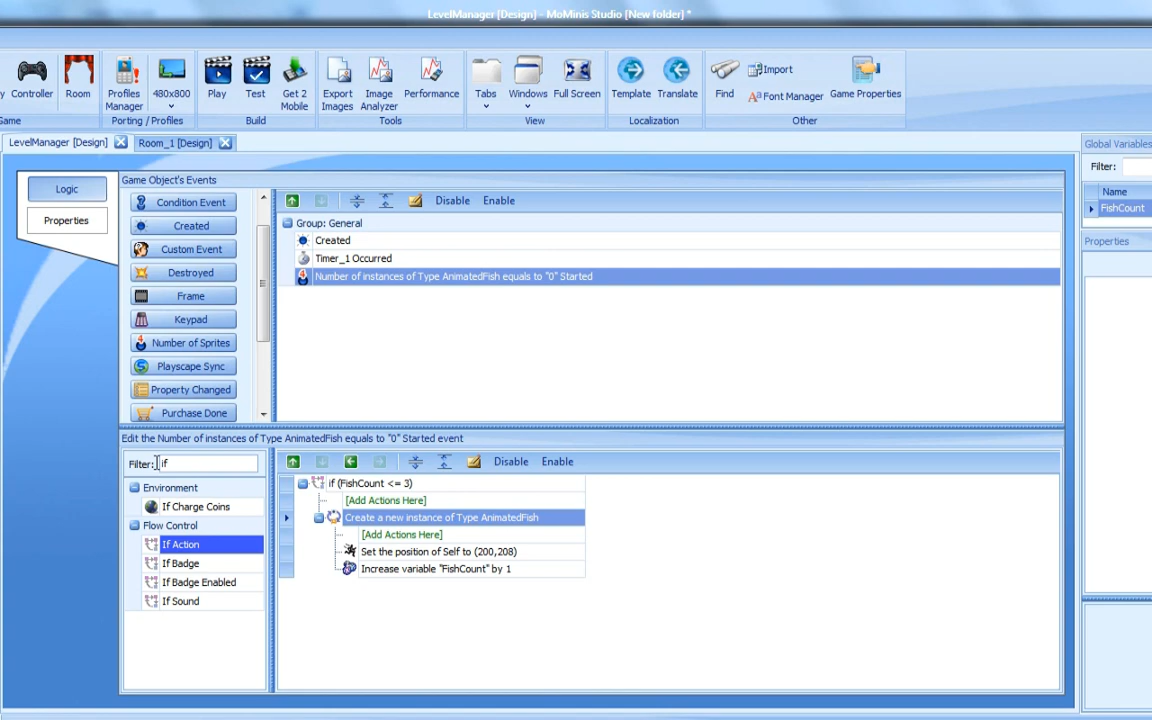 LevelManager [Design] - MoMinis Studio [New folder] *
y Controller Room Profiles Manager 480x800 Play Test Get 2 Mobile Export Images Image Analyzer Performance Tabs Windows Full Screen Template Translate Find Import Font Manager Game Properties
Game Porting / Profiles Build Tools View Localization Other
LevelManager [Design] Room_1 [Design]
Global Variables
Filter:
Name
FishCount
Properties
Logic
Properties
Game Object's Events
Condition Event
Created
Custom Event
Destroyed
Frame
Keypad
Number of Sprites
Playscape Sync
Property Changed
Purchase Done
Disable Enable
Group: General
Created
Timer_1 Occurred
Number of instances of Type AnimatedFish equals to "0" Started
Edit the Number of instances of Type AnimatedFish equals to "0" Started event
Filter: if
Environment
If Charge Coins
Flow Control
If Action
If Badge
If Badge Enabled
If Sound
Disable Enable
if (FishCount <= 3)
[Add Actions Here]
Create a new instance of Type AnimatedFish
[Add Actions Here]
Set the position of Self to (200,208)
Increase variable "FishCount" by 1